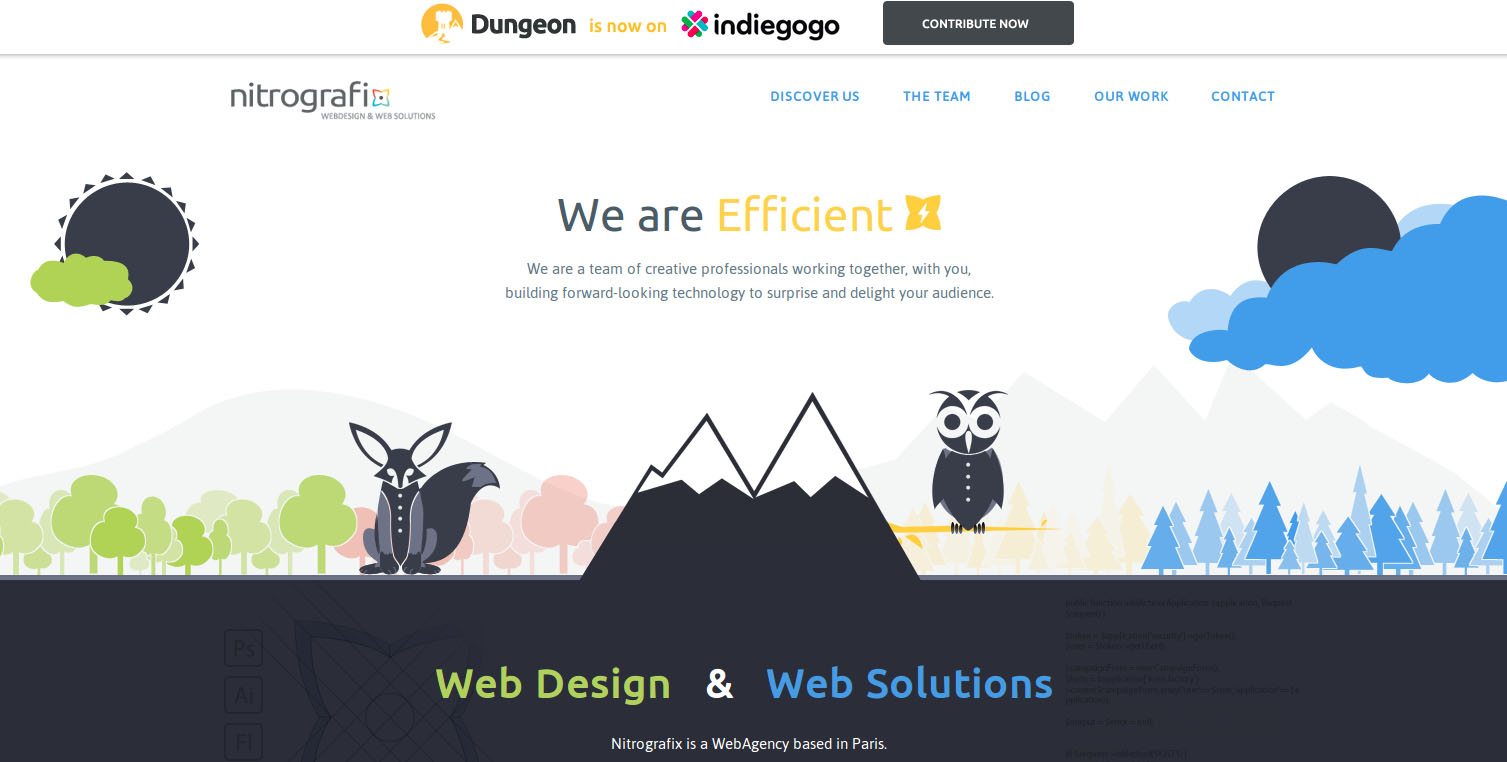 Dungeon is now on indiegogo CONTRIBUTE NOW
nitrografix
WEBDESIGN & WEB SOLUTIONS
DISCOVER US THE TEAM BLOG OUR WORK CONTACT
We are Efficient
We are a team of creative professionals working together, with you,
building forward-looking technology to surprise and delight your audience.
Ps
Ai
Fl
Web Design & Web Solutions
Nitrografix is a WebAgency based in Paris.